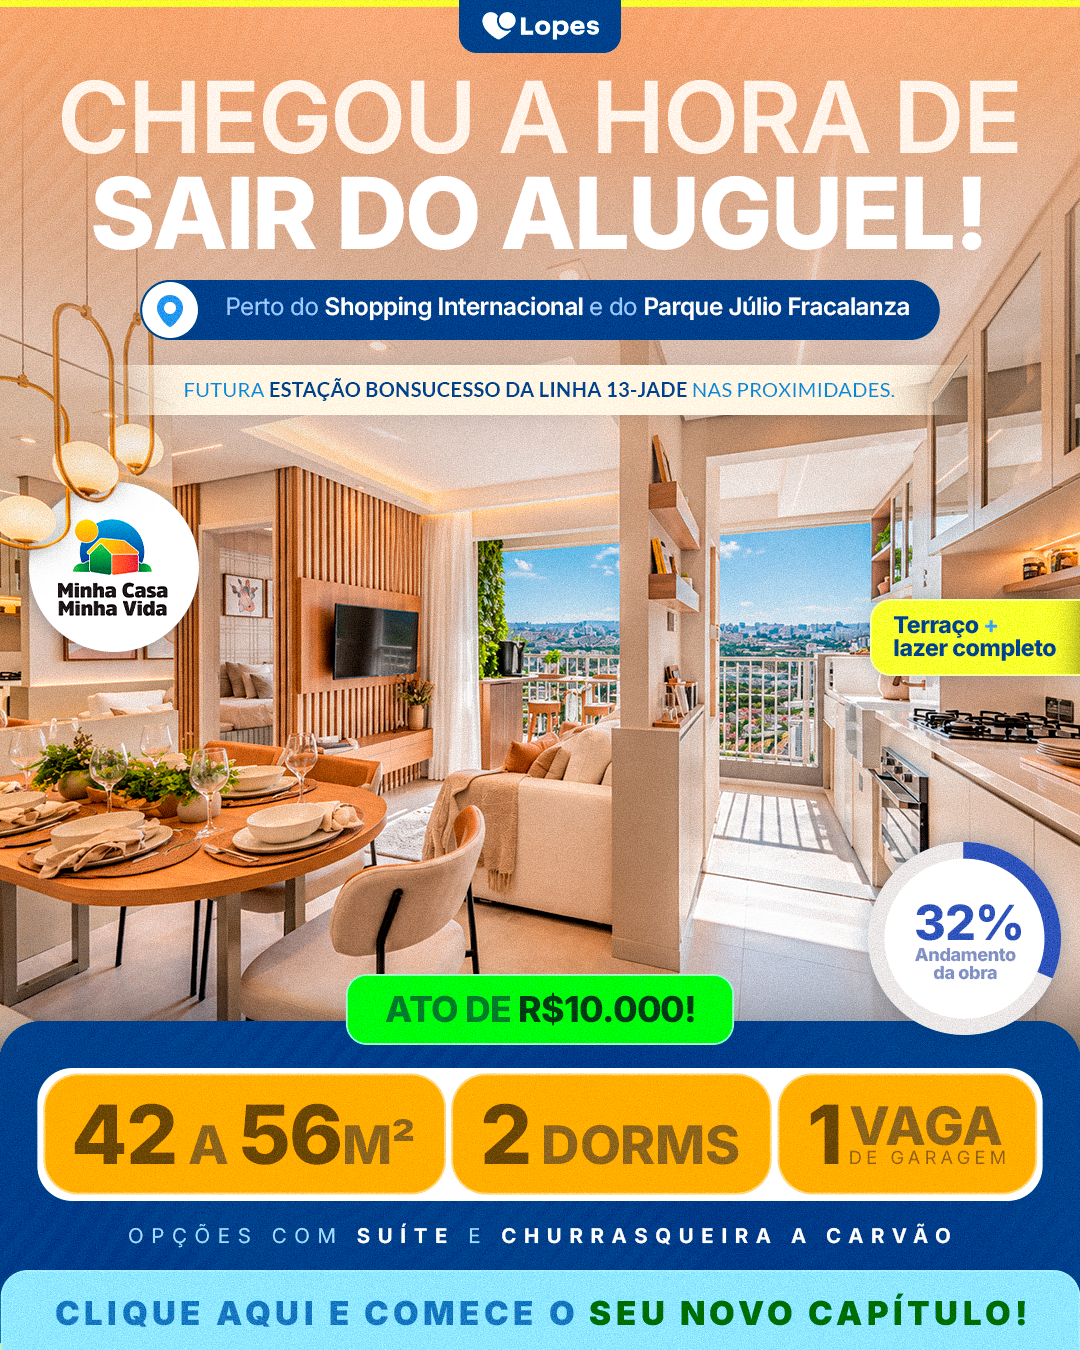 Lopes
CHEGOU A HORA DE
SAIR DO ALUGUEL!
Perto do Shopping Internacional e do Parque Júlio Fracalanza
FUTURA ESTAÇÃO BONSUCESSO DA LINHA 13-JADE NAS PROXIMIDADES.
Minha Casa
Minha Vida
Terraço +
lazer completo
32%
Andamento
da obra
ATO DE R$10.000!
42 A 56M²
2 DORMS
1 VAGA
DE GARAGEM
OPÇÕES COM SUÍTE E CHURRASQUEIRA A CARVÃO
CLIQUE AQUI E COMECE O SEU NOVO CAPÍTULO!